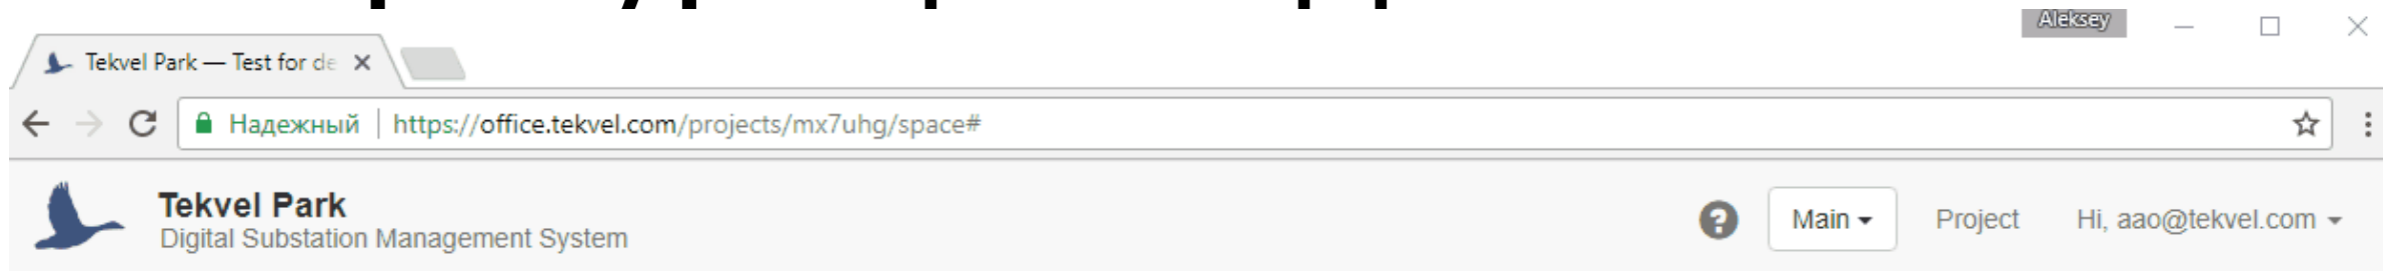 Aleksey
Tekvel Park — Test for de
Надежный | https://office.tekvel.com/projects/mx7uhg/space#
Tekvel Park
Digital Substation Management System
Main
Project
Hi, aao@tekvel.com